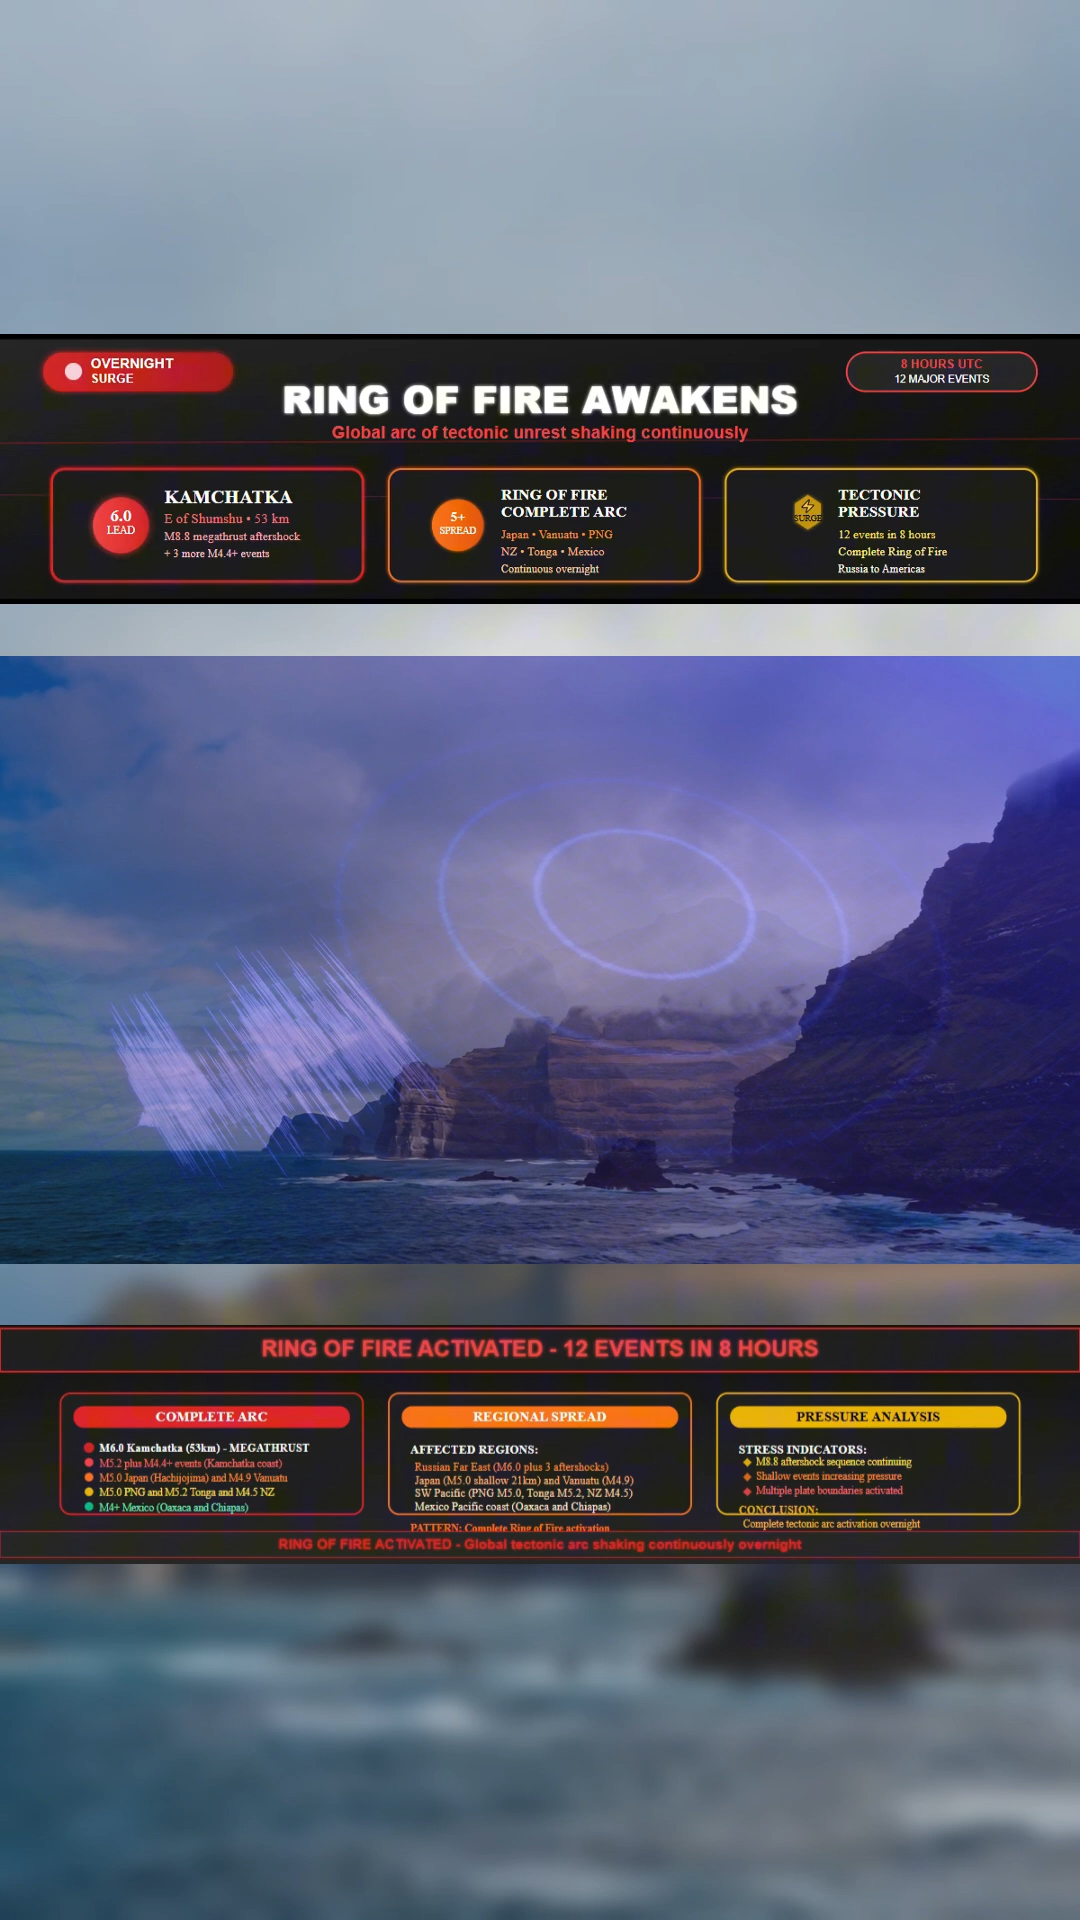 OVERNIGHT
SURGE
8 HOURS UTC
12 MAJOR EVENTS
RING OF FIRE AWAKENS
Global arc of tectonic unrest shaking continuously
6.0
LEAD
KAMCHATKA
E of Shumshu • 53 km
M8.8 megathrust aftershock
+ 3 more M4.4+ events
5+
SPREAD
RING OF FIRE
COMPLETE ARC
Japan • Vanuatu • PNG
NZ • Tonga • Mexico
Continuous overnight
SURGE
TECTONIC
PRESSURE
12 events in 8 hours
Complete Ring of Fire
Russia to Americas
RING OF FIRE ACTIVATED - 12 EVENTS IN 8 HOURS
COMPLETE ARC
M6.0 Kamchatka (53km) - MEGATHRUST
M5.2 plus M4.4+ events (Kamchatka coast)
M5.0 Japan (Hachijojima) and M4.9 Vanuatu
M5.0 PNG and M5.2 Tonga and M4.5 NZ
M4+ Mexico (Oaxaca and Chiapas)
REGIONAL SPREAD
AFFECTED REGIONS:
Russian Far East (M6.0 plus 3 aftershocks)
Japan (M5.0 shallow 21km) and Vanuatu (M4.9)
SW Pacific (PNG M5.0, Tonga M5.2, NZ M4.5)
Mexico Pacific coast (Oaxaca and Chiapas)
PATTERN: Complete Ring of Fire activation
PRESSURE ANALYSIS
STRESS INDICATORS:
M8.8 aftershock sequence continuing
Shallow events increasing pressure
Multiple plate boundaries activated
CONCLUSION:
Complete tectonic arc activation overnight
RING OF FIRE ACTIVATED - Global tectonic arc shaking continuously overnight